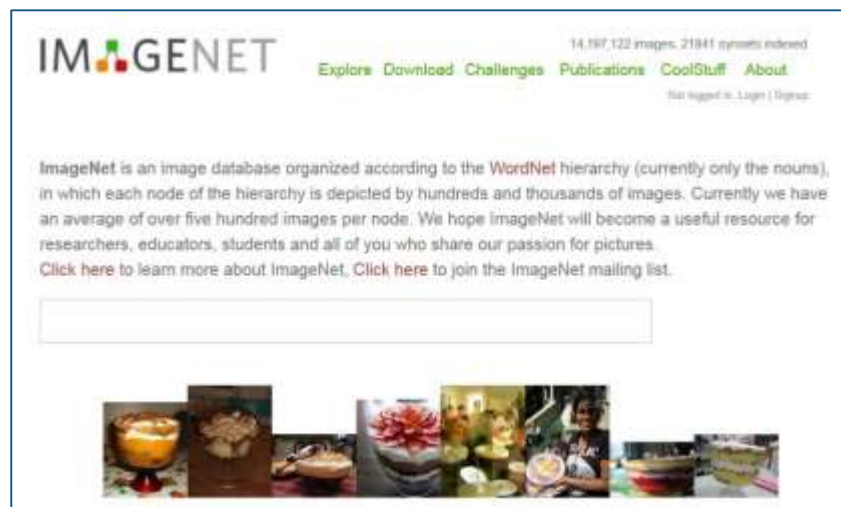 IMAGENET
14,197,122 images, 21841 synsets indexed
Explore Download Challenges Publications CoolStuff About
Not logged in. Login | Signup
ImageNet is an image database organized according to the WordNet hierarchy (currently only the nouns),
in which each node of the hierarchy is depicted by hundreds and thousands of images. Currently we have
an average of over five hundred images per node. We hope ImageNet will become a useful resource for
researchers, educators, students and all of you who share our passion for pictures.
Click here to learn more about ImageNet, Click here to join the ImageNet mailing list.